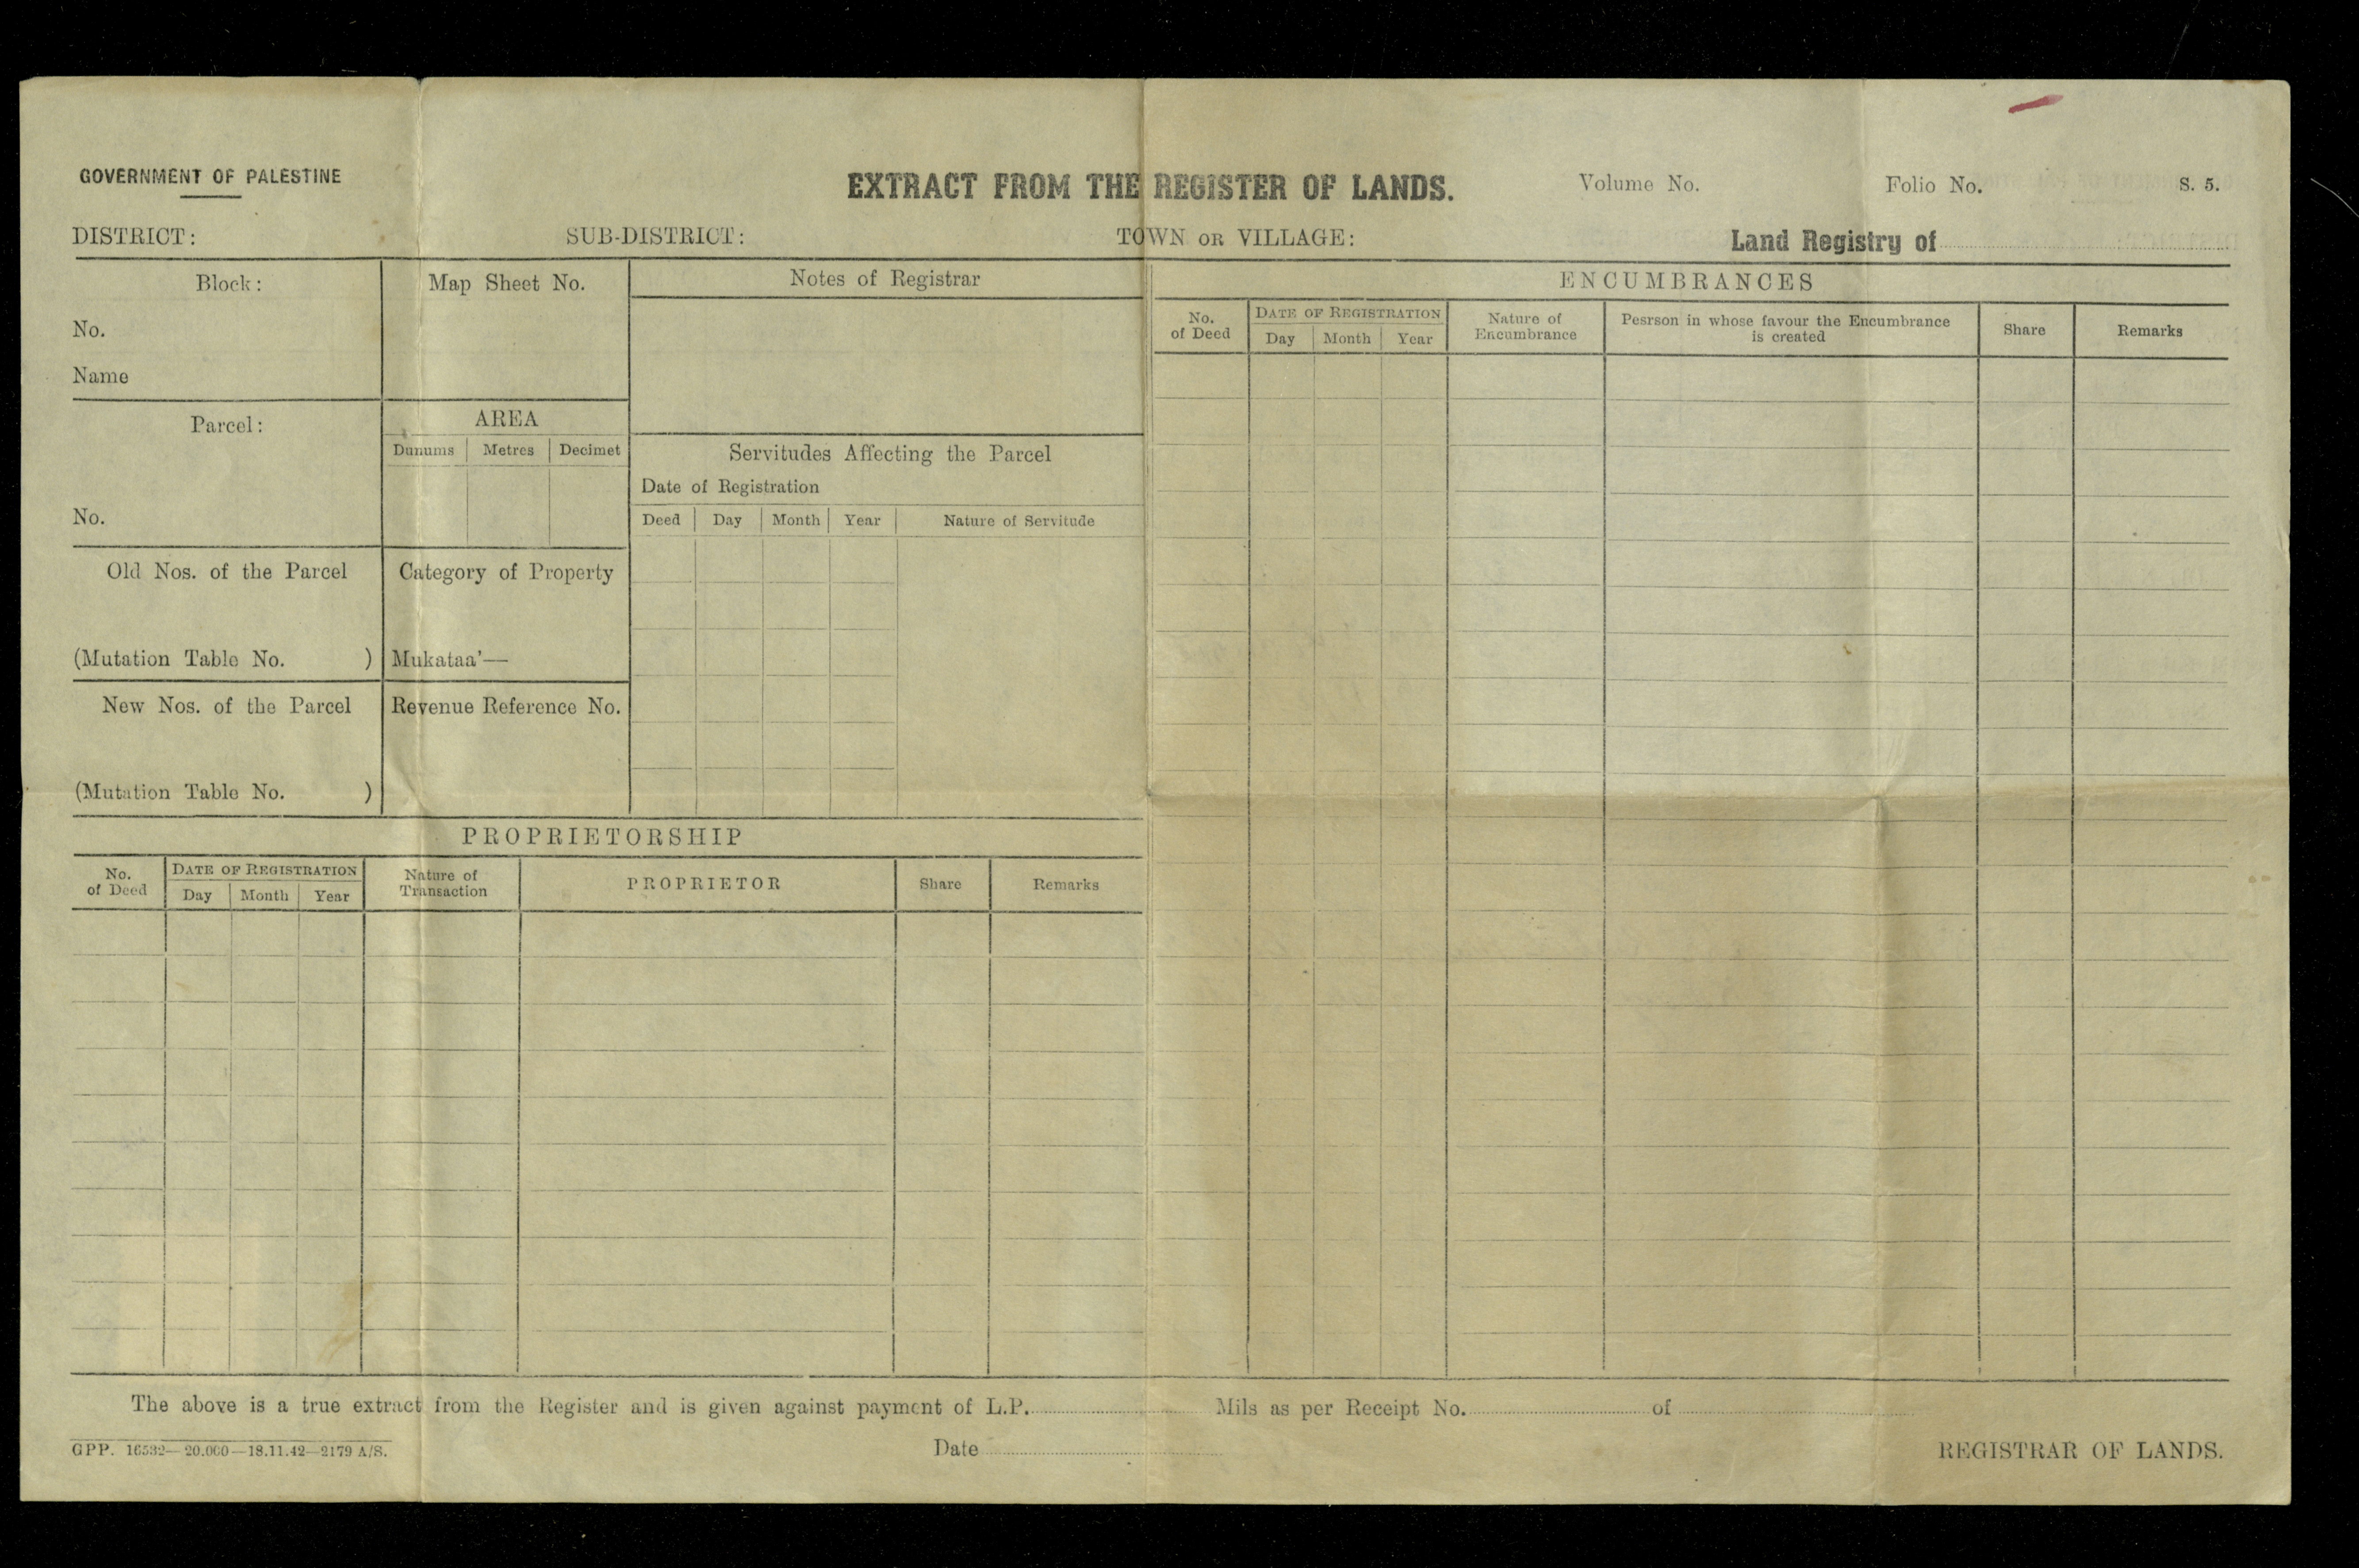 GOVERNMENT OF PALESTINE
EXTRACT FROM THE REGISTER OF LANDS.
Volume No.
Folio No.
S. 5.
DISTRICT:
SUB-DISTRICT:
TOWN OR VILLAGE:
Land Registry of
Block:
No.
Name
Map Sheet No.
Notes of Registrar
Parcel:
No.
AREA
Dunums Metres Decimet
Servitudes Affecting the Parcel
Date of Registration
Deed Day Month Year Nature of Servitude
Old Nos. of the Parcel
(Mutation Table No. )
Category of Property
Mukataa'—
New Nos. of the Parcel
(Mutation Table No. )
Revenue Reference No.
PROPRIETORSHIP
No.
of Deed
DATE OF REGISTRATION
Day Month Year
Nature of
Transaction
PROPRIETOR
Share
Remarks
ENCUMBRANCES
No.
of Deed
DATE OF REGISTRATION
Day Month Year
Nature of
Encumbrance
Pesrson in whose favour the Encumbrance
is created
Share
Remarks
The above is a true extract from the Register and is given against payment of L.P. Mils as per Receipt No. of
GPP. 16532—20.000—18.11.42—2179 A/S.
Date
REGISTRAR OF LANDS.